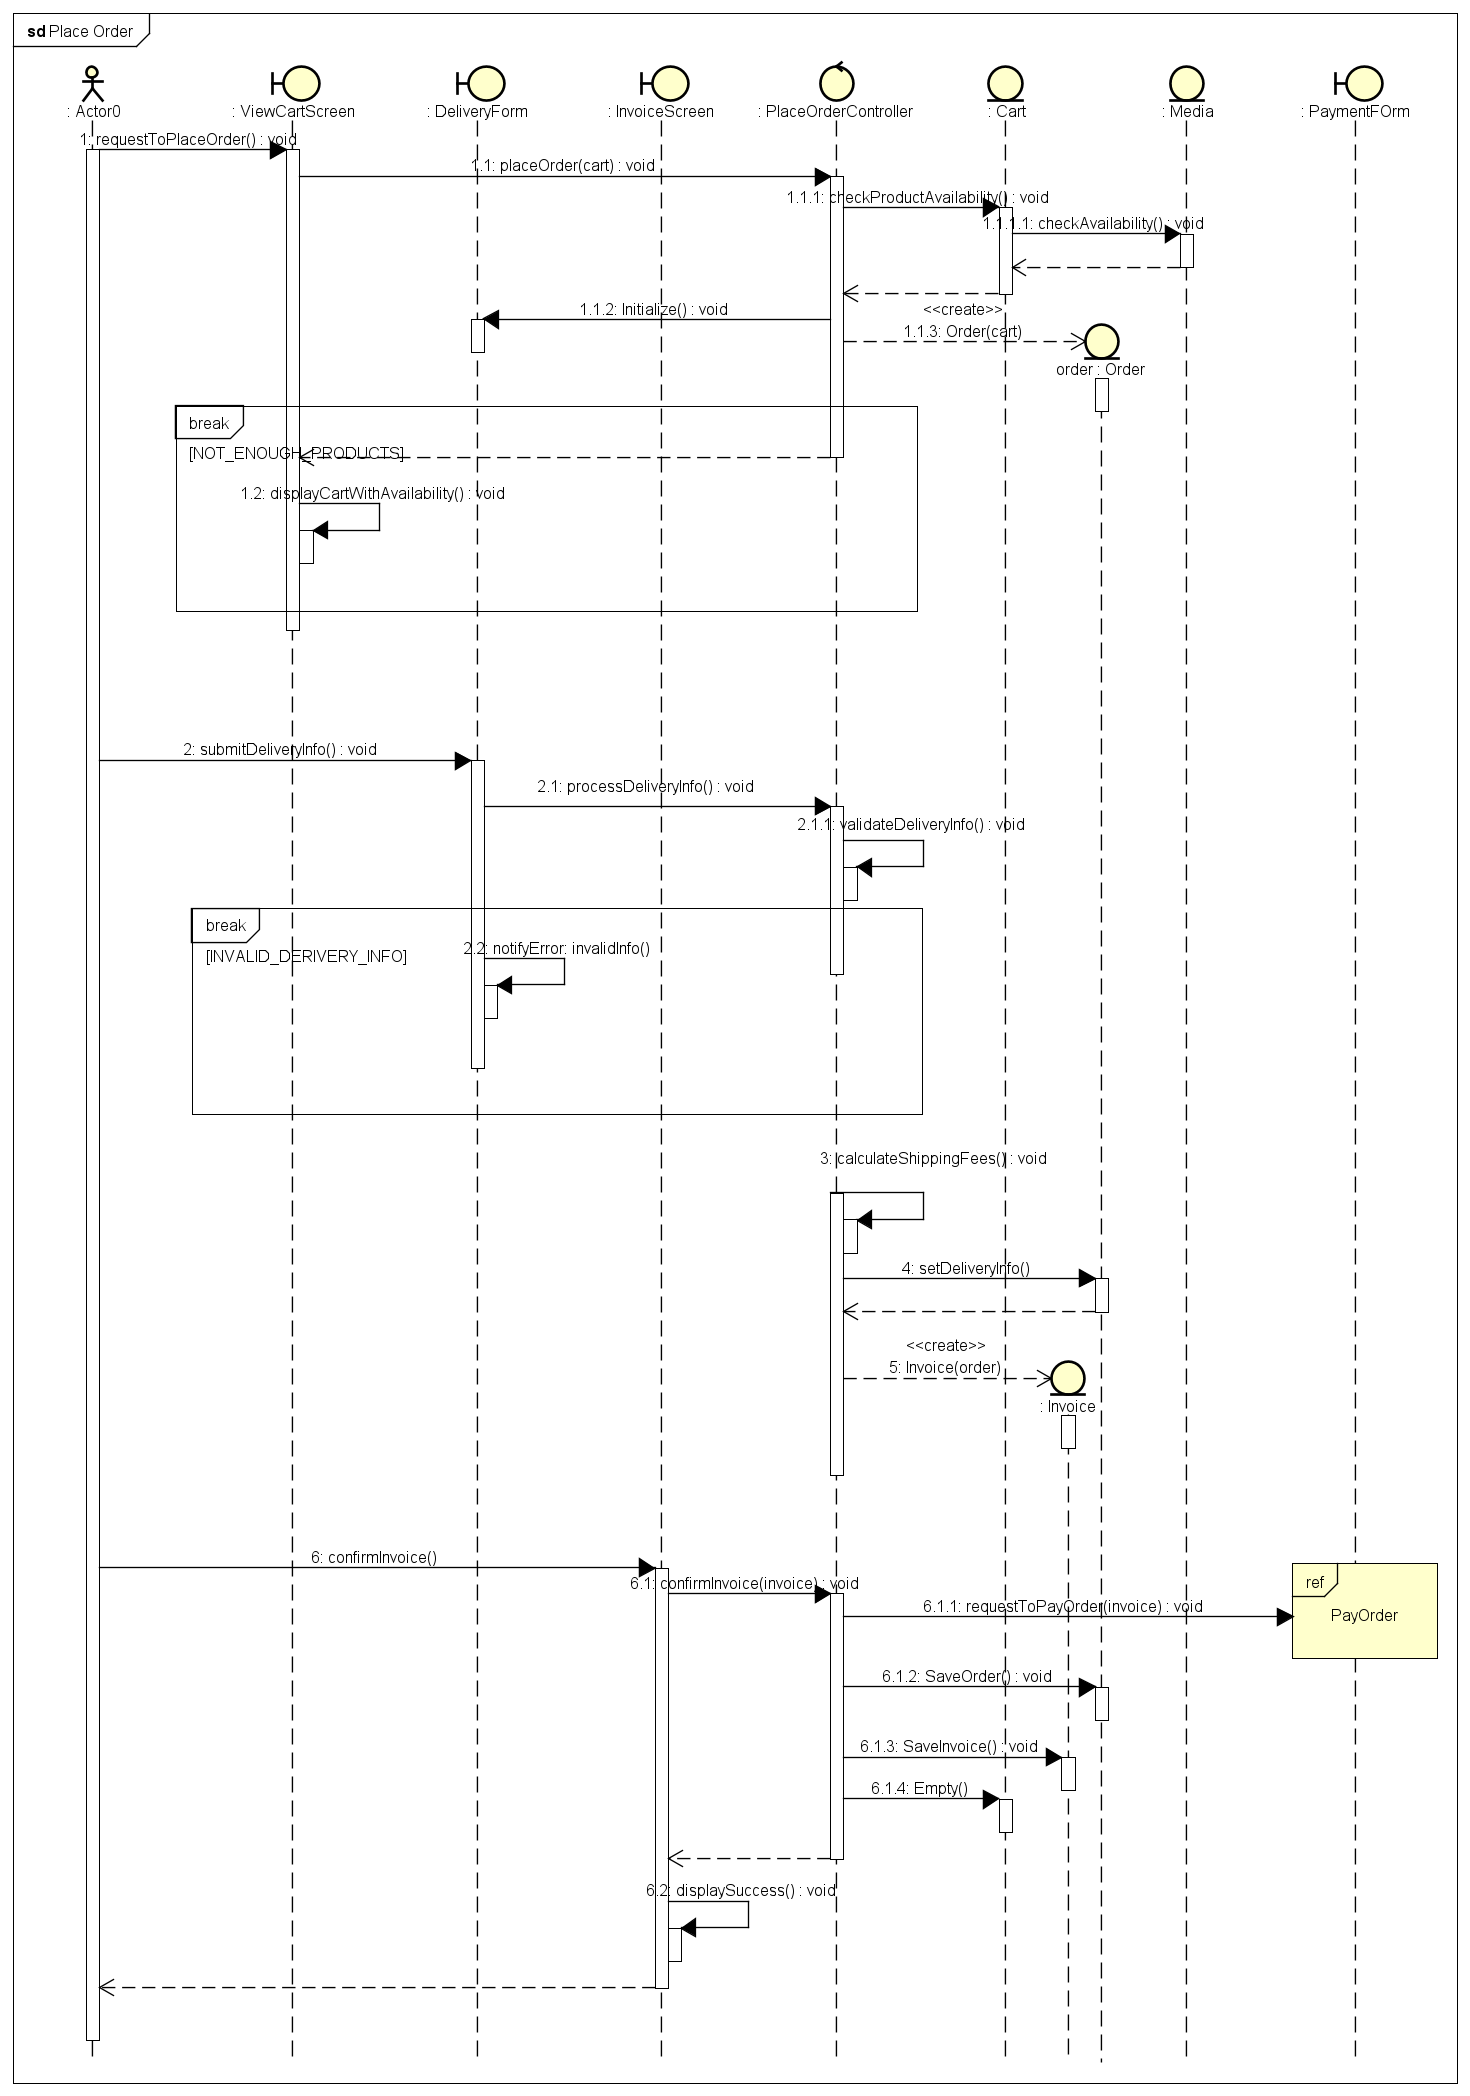 sd Place Order
: Actor0
: ViewCartScreen
: DeliveryForm
: InvoiceScreen
: PlaceOrderController
: Cart
: Media
: PaymentFOrm
1: requestToPlaceOrder() : void
1.1: placeOrder(cart) : void
1.1.1: checkProductAvailability() : void
1.1.1.1: checkAvailability() : void
1.1.2: Initialize() : void
<<create>>
1.1.3: Order(cart)
order : Order
break
[NOT_ENOUGH_PRODUCTS]
1.2: displayCartWithAvailability() : void
2: submitDeliveryInfo() : void
2.1: processDeliveryInfo() : void
2.1.1: validateDeliveryInfo() : void
break
[INVALID_DERIVERY_INFO]
2.2: notifyError: invalidInfo()
3: calculateShippingFees() : void
4: setDeliveryInfo()
<<create>>
5: Invoice(order)
: Invoice
6: confirmInvoice()
6.1: confirmInvoice(invoice) : void
ref
PayOrder
6.1.1: requestToPayOrder(invoice) : void
6.1.2: SaveOrder() : void
6.1.3: SaveInvoice() : void
6.1.4: Empty()
6.2: displaySuccess() : void